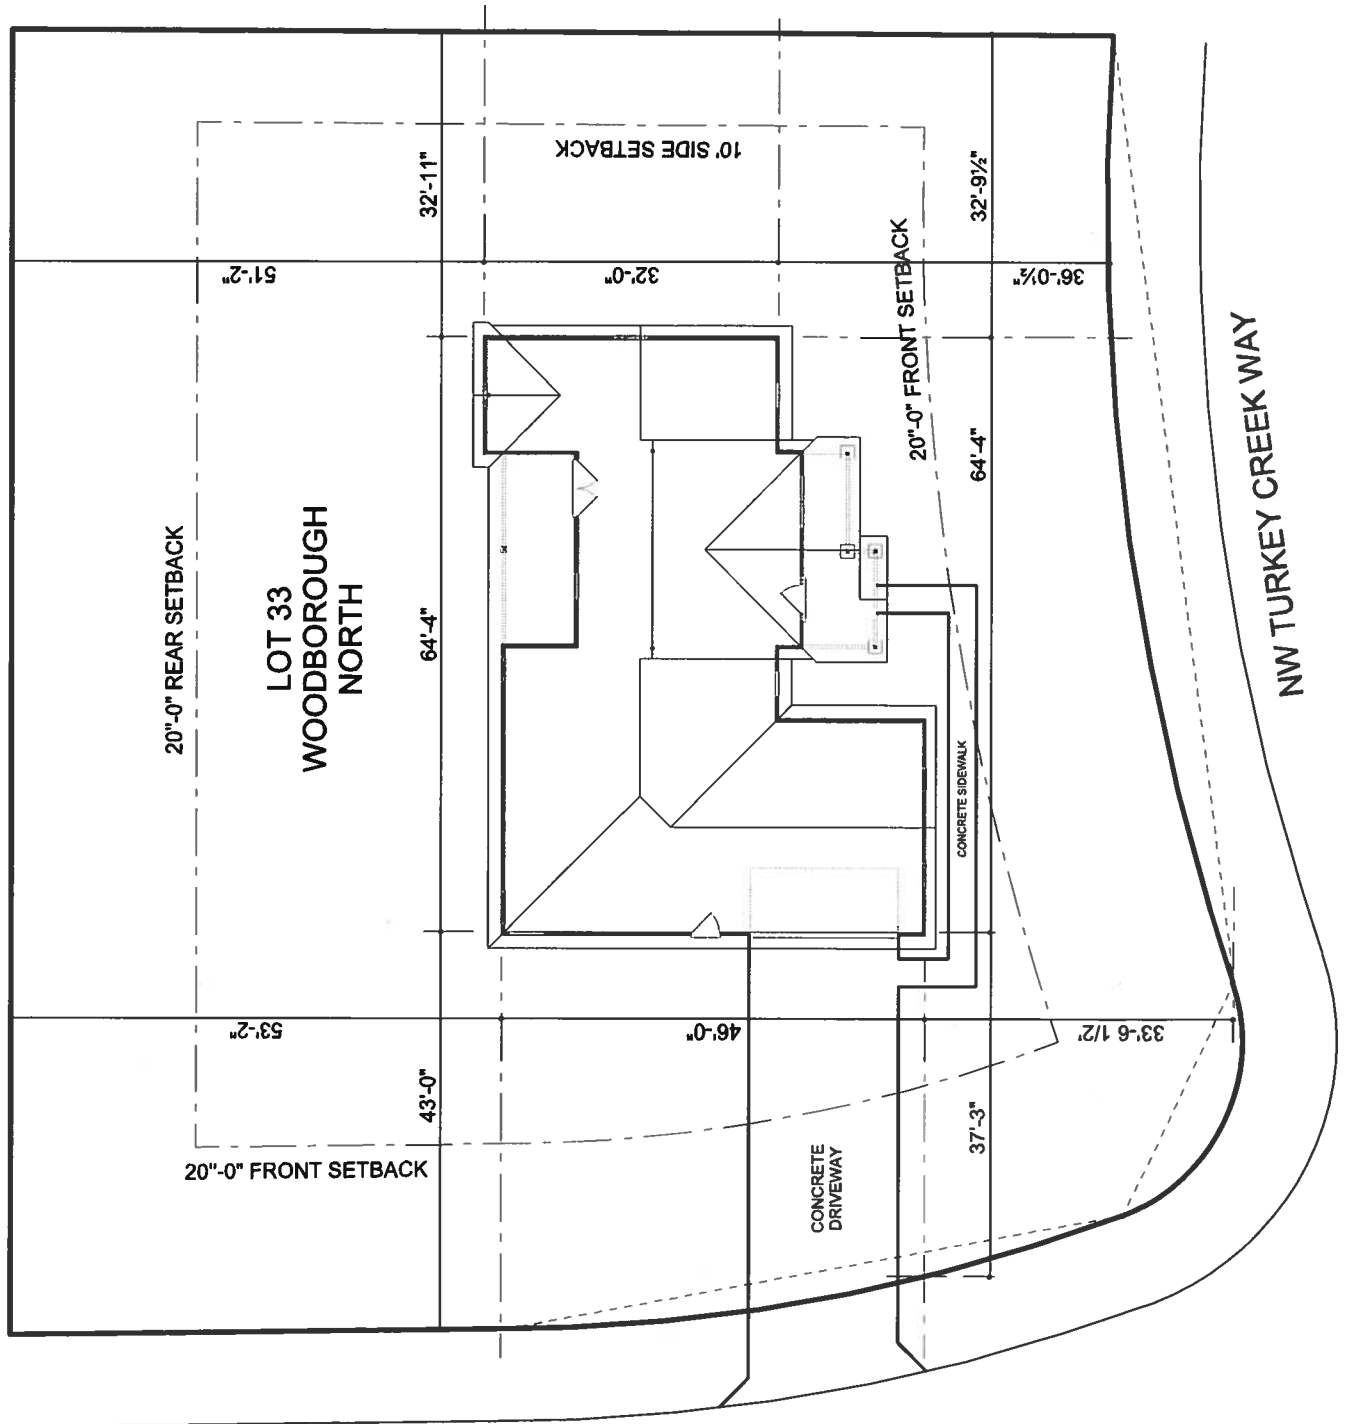 10' SIDE SETBACK
32'-11"
32'-9½"
51'-2"
32'-0"
36'-0½"
20"-0" FRONT SETBACK
NW TURKEY CREEK WAY
64'-4"
20"-0" REAR SETBACK
LOT 33
WOODBOROUGH
NORTH
64'-4"
CONCRETE SIDEWALK
53'-2"
46'-0"
33'-6 1/2'
43'-0"
37'-3"
20"-0" FRONT SETBACK
CONCRETE
DRIVEWAY